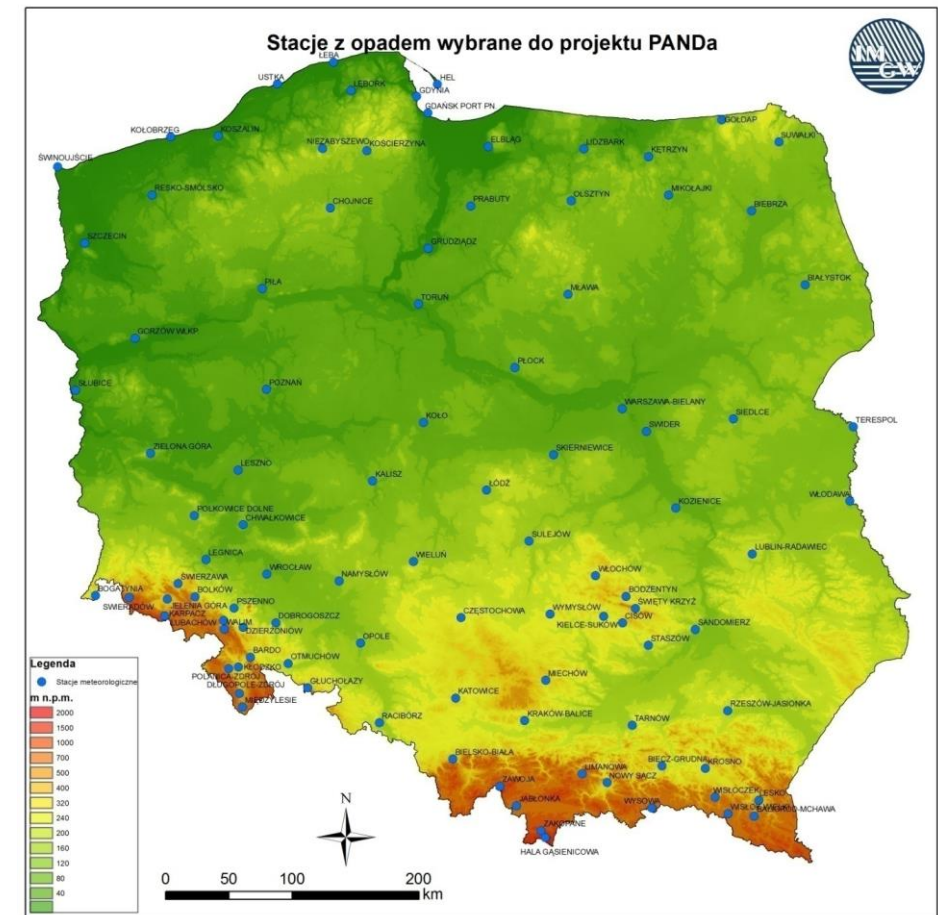 Stacje z opadem wybrane do projektu PANDa
IM
GW
ŁEBA
HEL
USTKA
LĘBORK
GDYNIA
GDAŃSK PORT PN
GOŁDAP
KOŁOBRZEG
KOSZALIN
SUWAŁKI
NIEZABYSZEWO
KOŚCIERZYNA
ELBLĄG
LIDZBARK
KĘTRZYN
ŚWINOUJŚCIE
RESKO-SMÓLSKO
CHOJNICE
PRABUTY
OLSZTYN
MIKOŁAJKI
BIEBRZA
SZCZECIN
GRUDZIĄDZ
BIAŁYSTOK
PIŁA
TORUŃ
MŁAWA
GORZÓW WLKP.
PŁOCK
SŁUBICE
POZNAŃ
WARSZAWA-BIELANY
KOŁO
SIEDLCE
TERESPOL
ŚWIDER
ZIELONA GÓRA
SKIERNIEWICE
LESZNO
KALISZ
ŁÓDŹ
WŁODAWA
KOZIENICE
POLKOWICE DOLNE
CHWAŁKOWICE
SULEJÓW
LUBLIN-RADAWIEC
LEGNICA
WIELUŃ
WROCŁAW
WŁOCHÓW
ŚWIERZAWA
NAMYSŁÓW
BOGATYNIA
BOLKÓW
BODZENTYN
ŚWIERADÓW
JELENIA GÓRA
PSZENNO
ŚWIĘTY KRZYŻ
KARPACZ
CZĘSTOCHOWA
WYMYSŁÓW
CISÓW
LUBACHÓW
WALIM
DOBROGOSZCZ
KIELCE-SUKÓW
SANDOMIERZ
DZIERŻONIÓW
OPOLE
STASZÓW
BARDO
OTMUCHÓW
KŁODZKO
POLANICA-ZDRÓJ
DŁUGOPOLE-ZDRÓJ
GŁUCHOŁAZY
MIECHÓW
MIĘDZYLESIE
KATOWICE
RZESZÓW-JASIONKA
RACIBÓRZ
KRAKÓW-BALICE
TARNÓW
BIELSKO-BIAŁA
BIECZ-GRUDNA
KROSNO
LIMANOWA
NOWY SĄCZ
ZAWOJA
WISŁOCZEK
LESKO
JABŁONKA
WYSOWA
ZAKOPANE
HALA GĄSIENICOWA
Legenda
Stacje meteorologiczne
m n.p.m.
2000
1500
1000
700
500
400
320
240
200
160
120
80
40
N
0 50 100 200
km